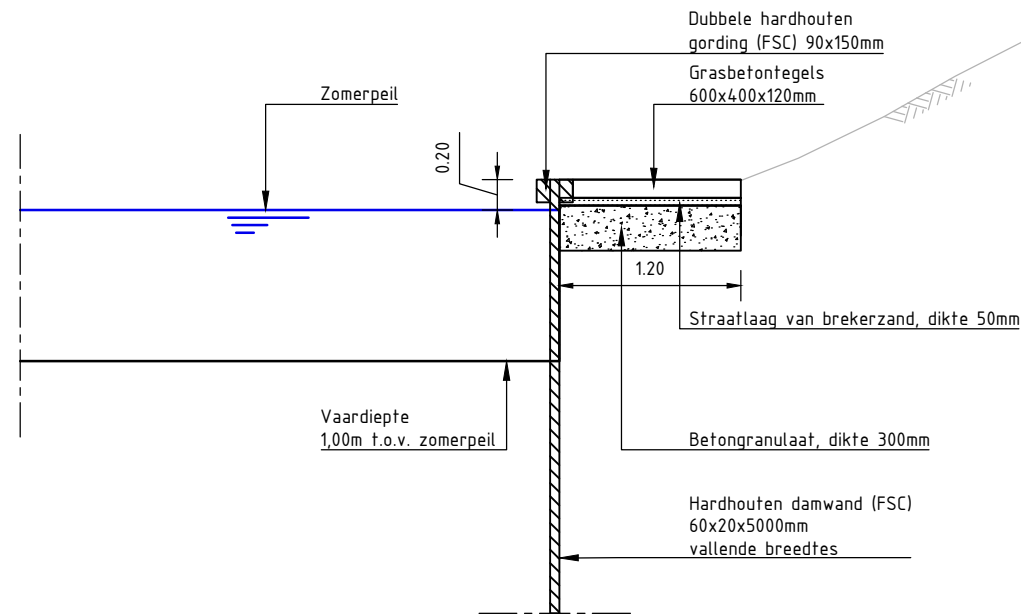 Dubbele hardhouten
gording (FSC) 90x150mm
Grasbetontegels
600x400x120mm
Zomerpeil
0.20
1.20
Straatlaag van brekerzand, dikte 50mm
Vaardiepte
1,00m t.o.v. zomerpeil
Betongranulaat, dikte 300mm
Hardhouten damwand (FSC)
60x20x5000mm
vallende breedtes